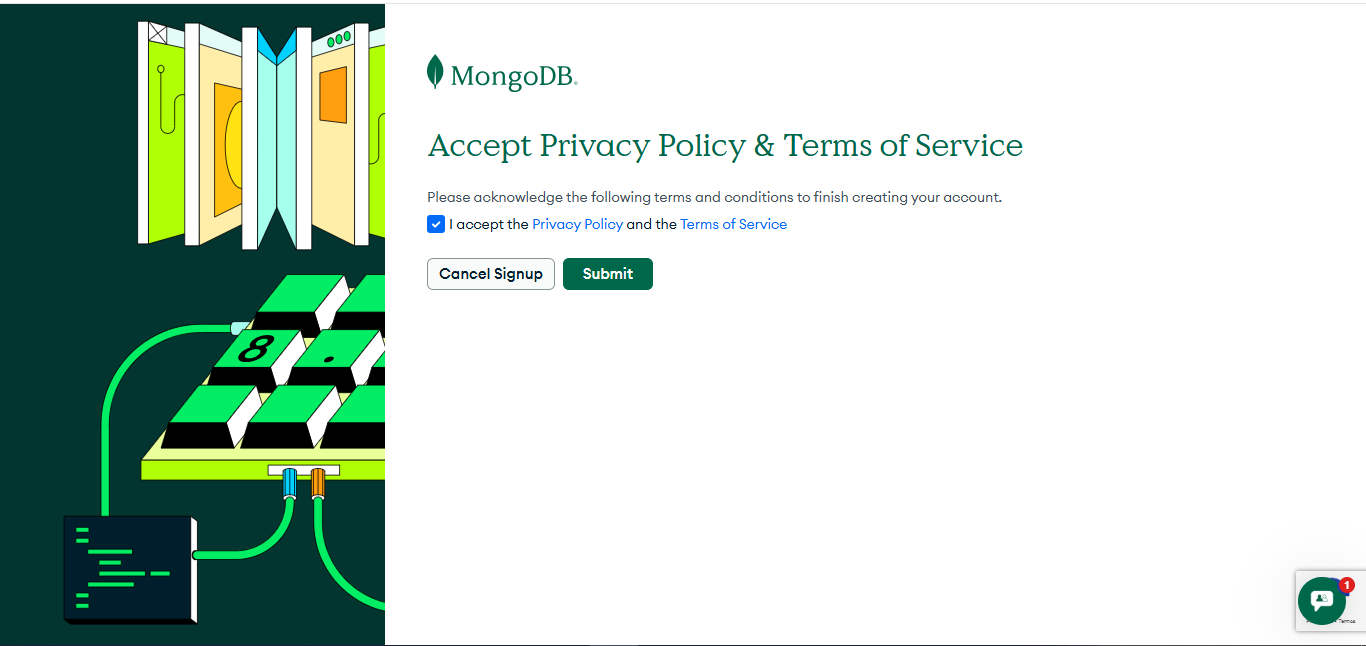 MongoDB.
Accept Privacy Policy & Terms of Service
Please acknowledge the following terms and conditions to finish creating your account.
I accept the Privacy Policy and the Terms of Service
Cancel Signup
Submit
8 .
1
Terms